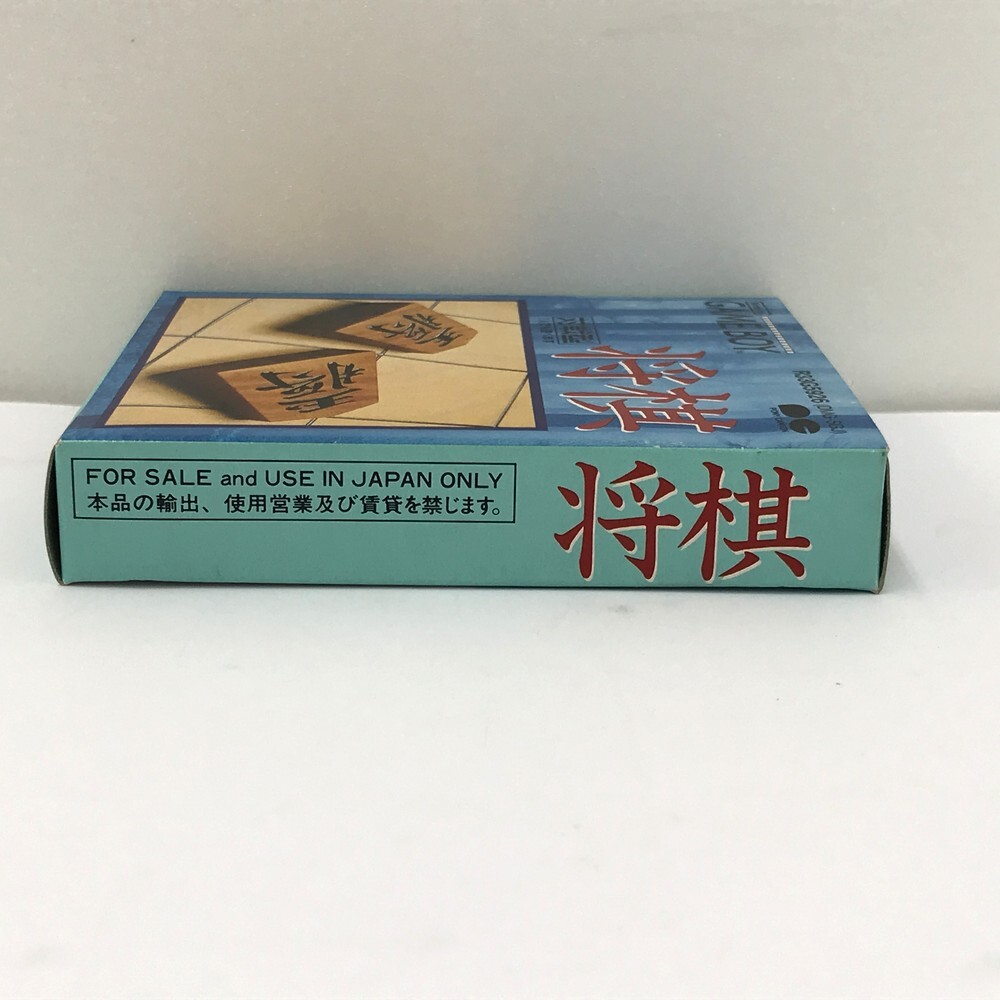 GAME BOY
将棋
FOR SALE and USE IN JAPAN ONLY
本品の輸出、使用営業及び賃貸を禁じます。
将棋